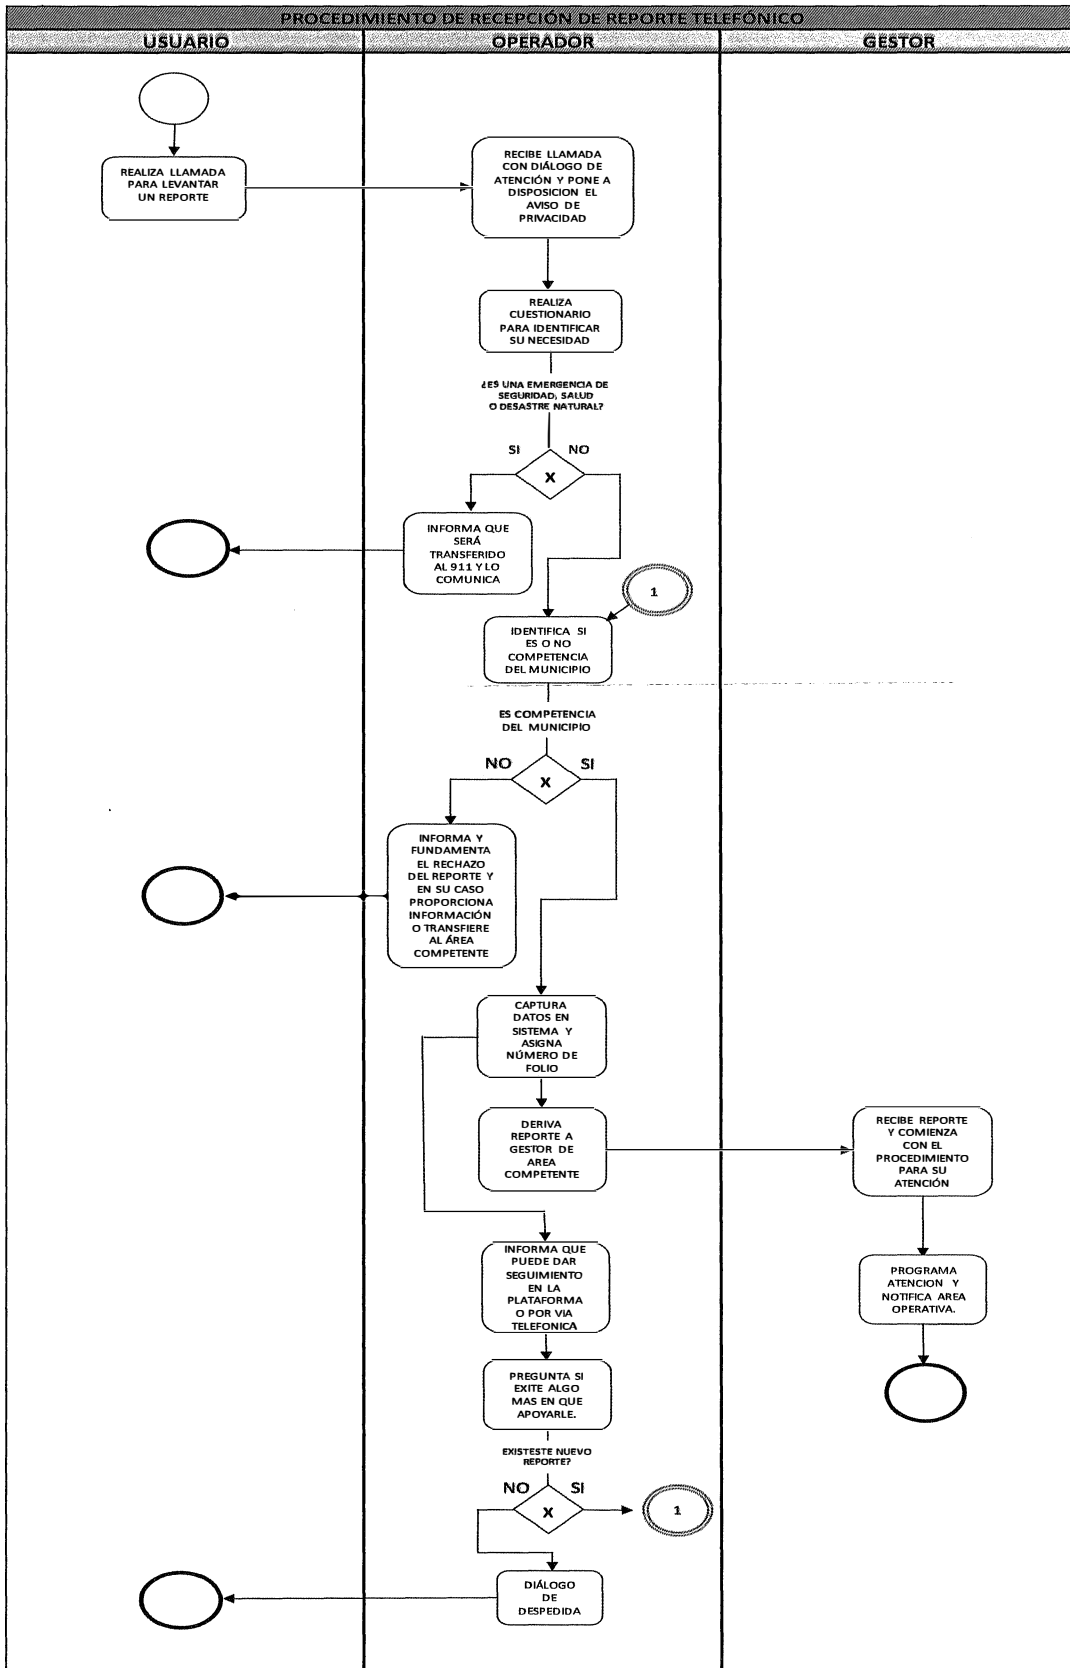 PROCEDIMIENTO DE RECEPCIÓN DE REPORTE TELEFÓNICO
USUARIO
OPERADOR
GESTOR
REALIZA LLAMADA
PARA LEVANTAR
UN REPORTE
RECIBE LLAMADA
CON DIÁLOGO DE
ATENCIÓN Y PONE A
DISPOSICION EL
AVISO DE
PRIVACIDAD
REALIZA
CUESTIONARIO
PARA IDENTIFICAR
SU NECESIDAD
¿ES UNA EMERGENCIA DE
SEGURIDAD, SALUD
O DESASTRE NATURAL?
SI
NO
X
INFORMA QUE
SERÁ
TRANSFERIDO
AL 911 Y LO
COMUNICA
1
IDENTIFICA SI
ES O NO
COMPETENCIA
DEL MUNICIPIO
ES COMPETENCIA
DEL MUNICIPIO
NO
SI
X
INFORMA Y
FUNDAMENTA
EL RECHAZO
DEL REPORTE Y
EN SU CASO
PROPORCIONA
INFORMACIÓN
O TRANSFIERE
AL ÁREA
COMPETENTE
CAPTURA
DATOS EN
SISTEMA Y
ASIGNA
NÚMERO DE
FOLIO
DERIVA
REPORTE A
GESTOR DE
AREA
COMPETENTE
RECIBE REPORTE
Y COMIENZA
CON EL
PROCEDIMIENTO
PARA SU
ATENCIÓN
INFORMA QUE
PUEDE DAR
SEGUIMIENTO
EN LA
PLATAFORMA
O POR VIA
TELEFONICA
PROGRAMA
ATENCION Y
NOTIFICA AREA
OPERATIVA.
PREGUNTA SI
EXITE ALGO
MAS EN QUE
APOYARLE.
EXISTESTE NUEVO
REPORTE?
NO
SI
X
1
DIÁLOGO
DE
DESPEDIDA